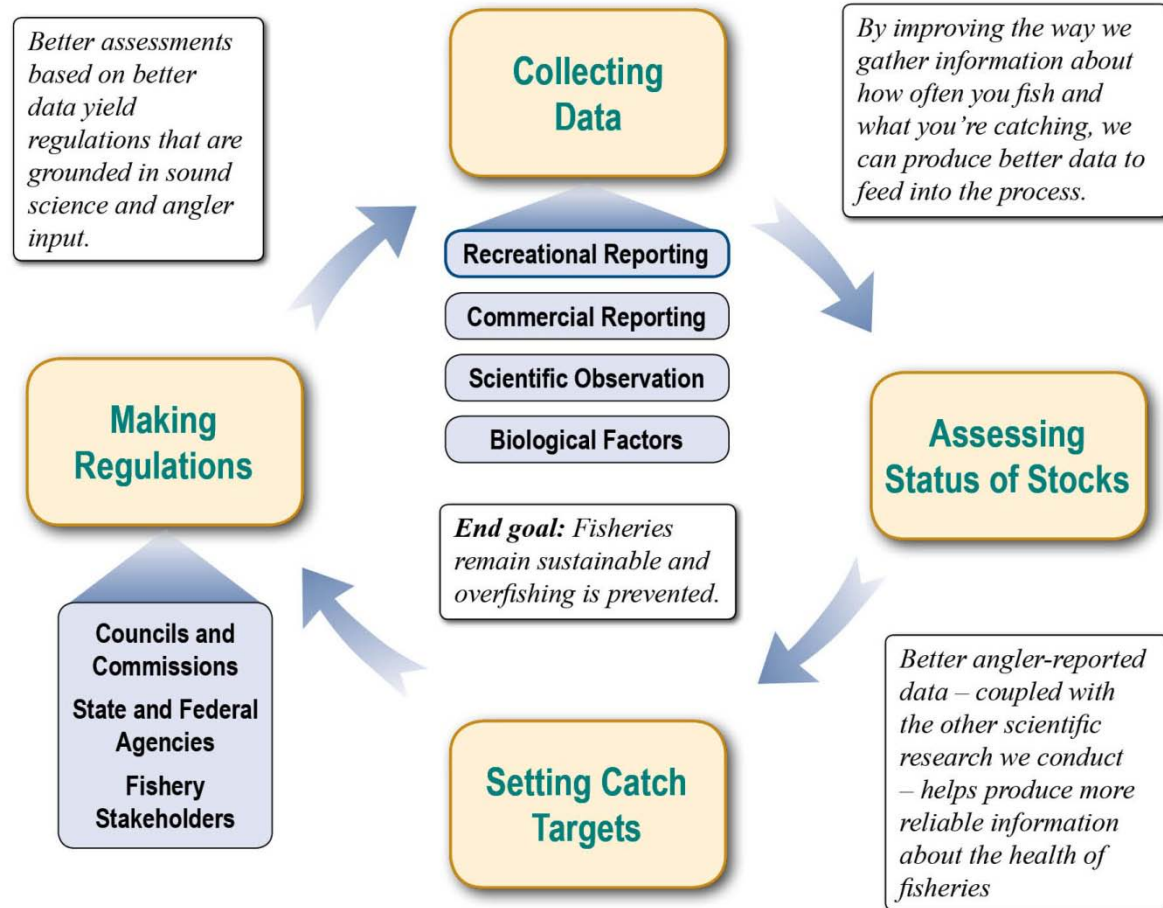 Better assessments
based on better
data yield
regulations that are
grounded in sound
science and angler
input.
Collecting
Data
By improving the way we
gather information about
how often you fish and
what you’re catching, we
can produce better data to
feed into the process.
Recreational Reporting
Commercial Reporting
Scientific Observation
Biological Factors
Making
Regulations
Assessing
Status of Stocks
End goal: Fisheries
remain sustainable and
overfishing is prevented.
Councils and
Commissions
State and Federal
Agencies
Fishery
Stakeholders
Setting Catch
Targets
Better angler-reported
data – coupled with
the other scientific
research we conduct
– helps produce more
reliable information
about the health of
fisheries